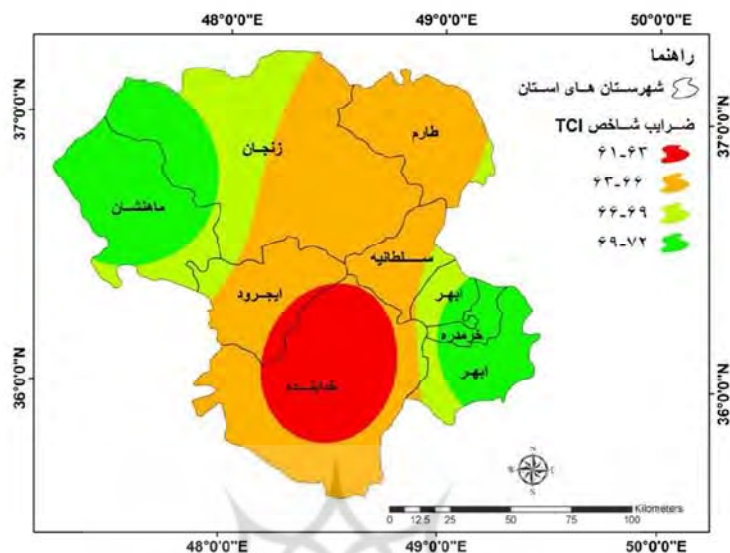 48°0'0"E 49°0'0"E 50°0'0"E
راهنما
شهرستان های استان
ضرایب شاخص TCI
۶۱-۶۳
۶۳-۶۶
۶۶-۶۹
۶۹-۷۲
37°0'0"N 37°0'0"N
طارم
زنجان
ماهنشان
سلطانیه
ایجرود
ابهر
خرمدره
ابهر
خدابنده
36°0'0"N 36°0'0"N
N
W E
S
Kilometers
0 12.5 25 50 75 100
48°0'0"E 49°0'0"E 50°0'0"E